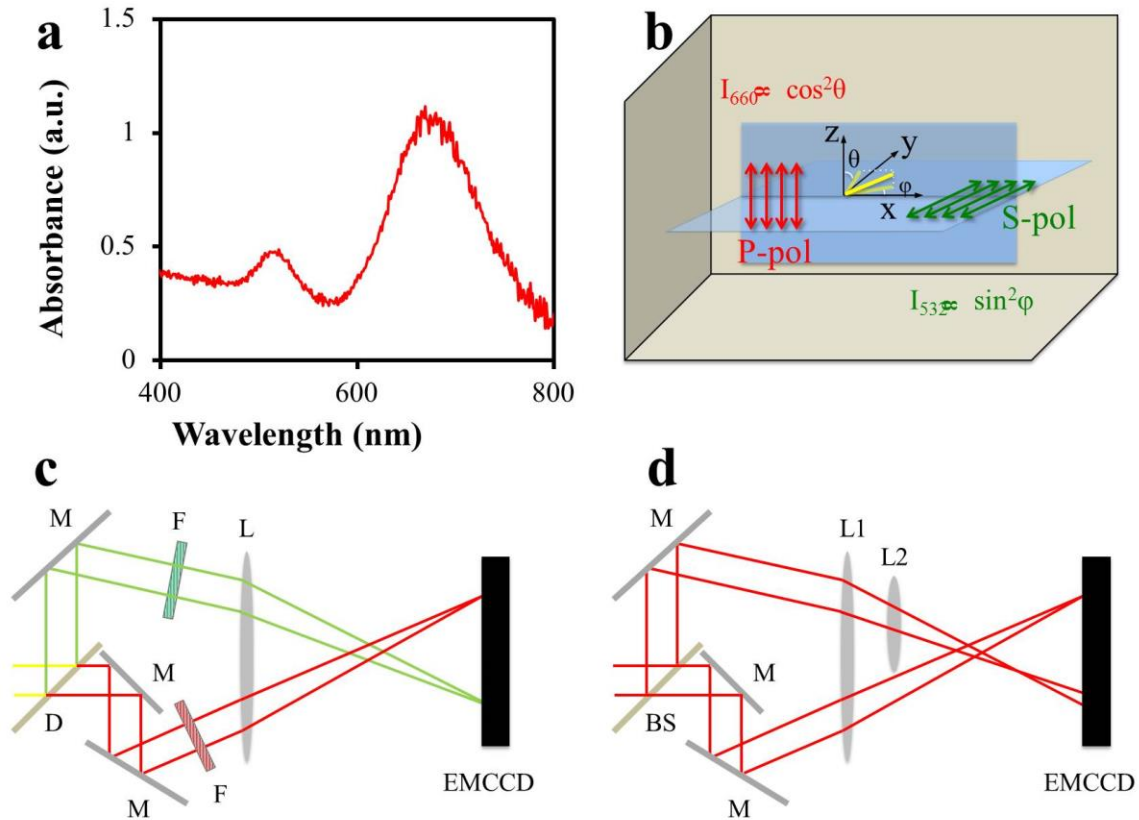 a
1.5
1
0.5
0
400
600
800
Absorbance (a.u.)
Wavelength (nm)
b
I₆₆₀∝ cos²θ
z
y
θ
φ
x
P-pol
S-pol
I₅₃₂∝ sin²φ
c
M
F
L
M
D
M
F
EMCCD
d
M
L1
L2
M
BS
M
EMCCD